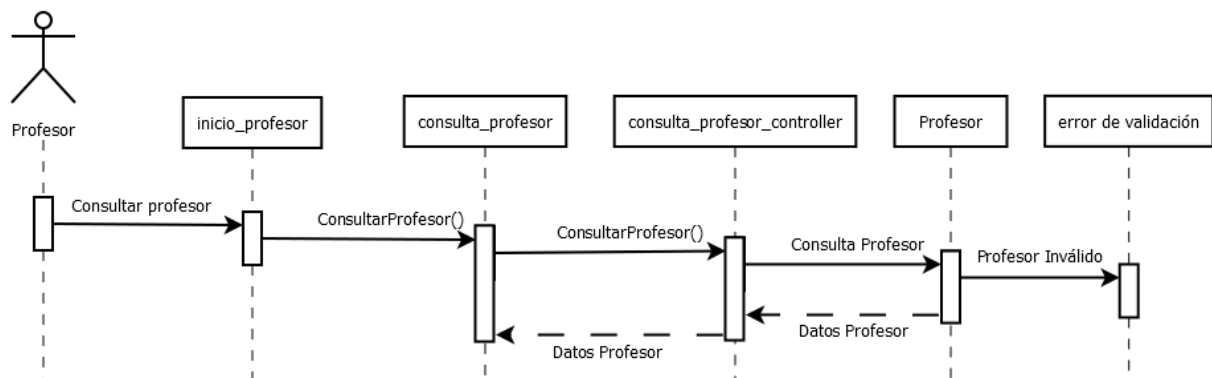 Profesor
inicio_profesor
consulta_profesor
consulta_profesor_controller
Profesor
error de validación
Consultar profesor
ConsultarProfesor()
ConsultarProfesor()
Consulta Profesor
Profesor Inválido
Datos Profesor
Datos Profesor